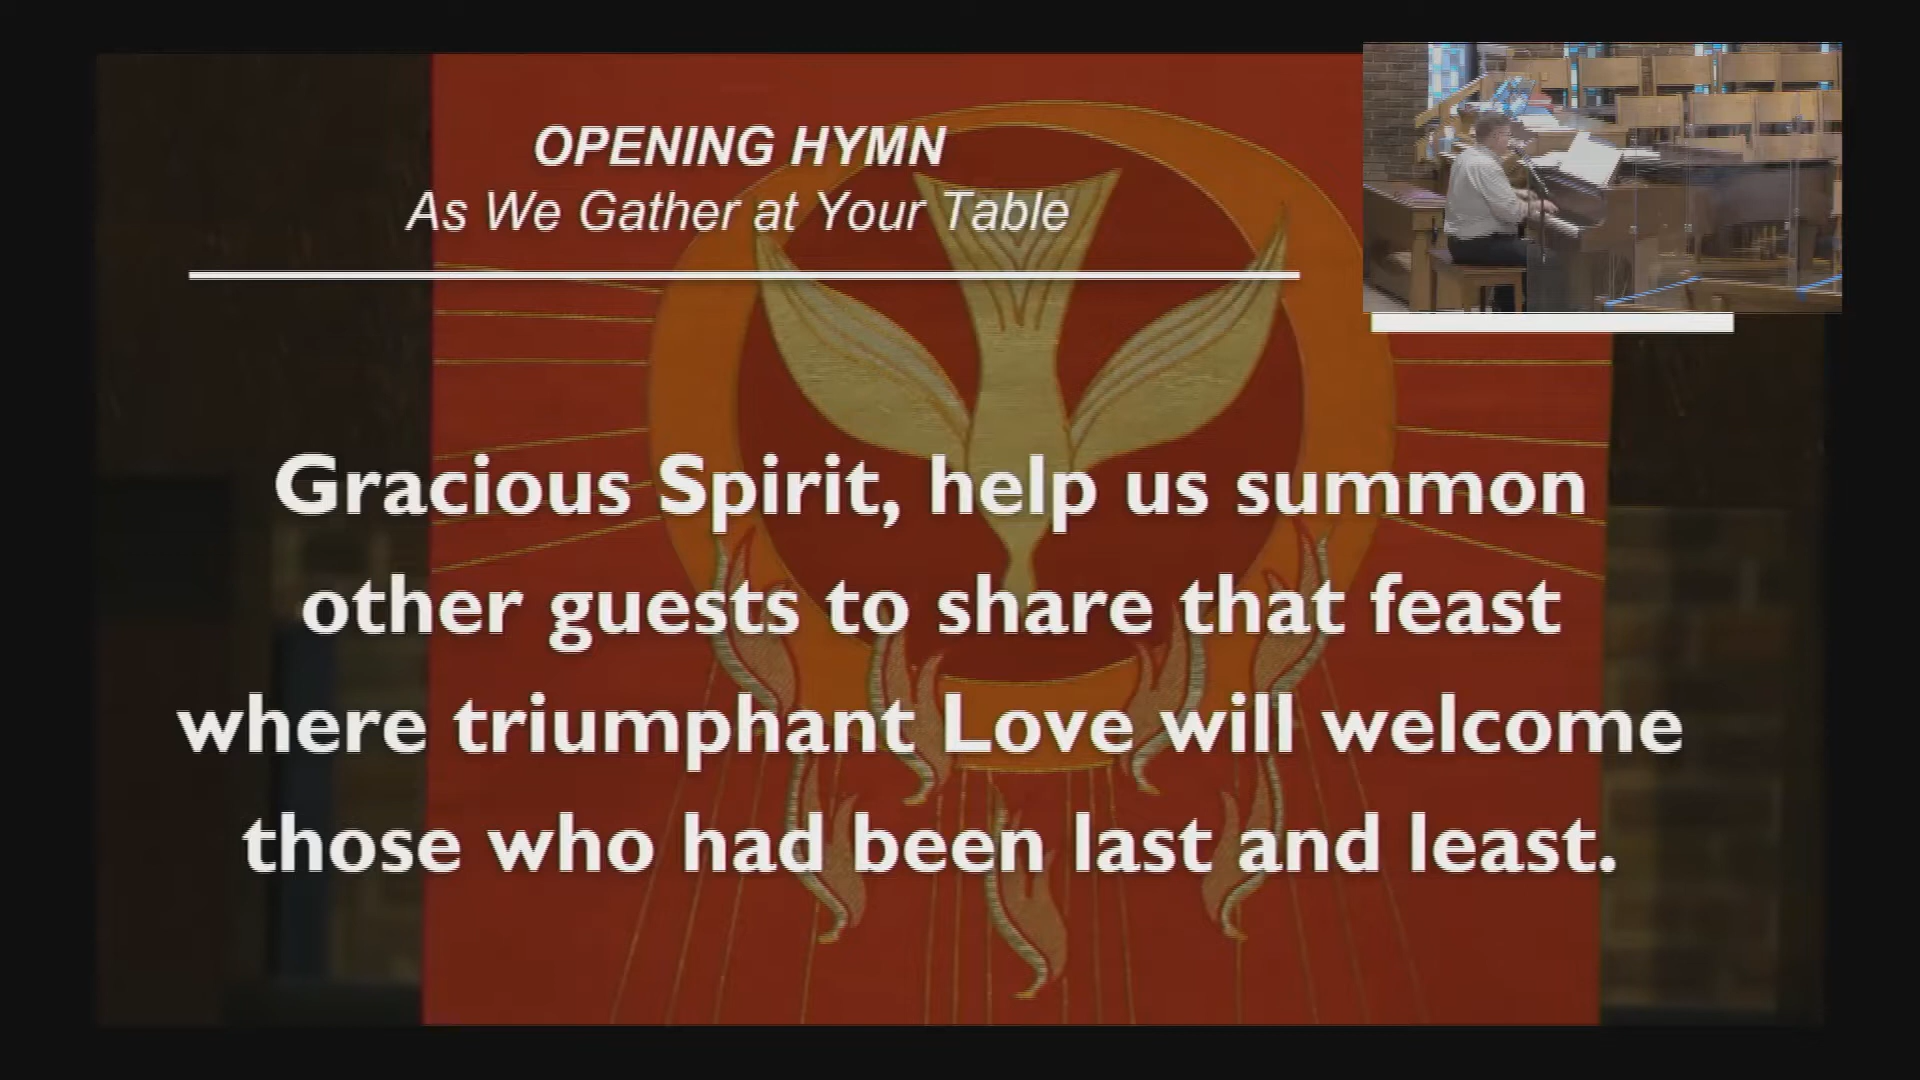 OPENING HYMN
As We Gather at Your Table
Gracious Spirit, help us summon
other guests to share that feast
where triumphant Love will welcome
those who had been last and least.